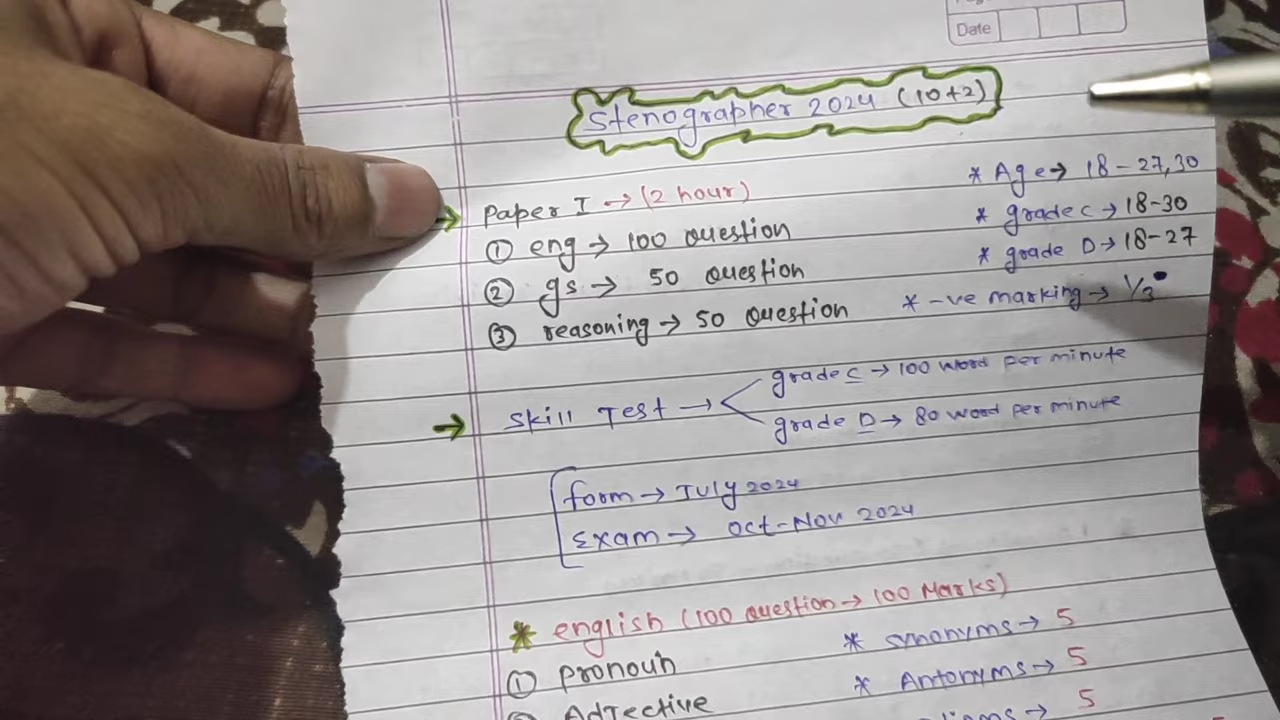 Date
Stenographer 2024 (10+2)
Paper I → (2 hour)
* Age → 18 - 27,30
① eng → 100 question
* grade C → 18-30
② gs → 50 question
* grade D → 18-27
③ reasoning → 50 question
* -ve marking → 1/3
→ Skill Test →
grade C → 100 word per minute
grade D → 80 word per minute
form → July 2024
Exam → Oct-Nov 2024
* english (100 question → 100 Marks)
① pronoun
* Synonyms → 5
② Adjective
* Antonyms → 5
→ 5